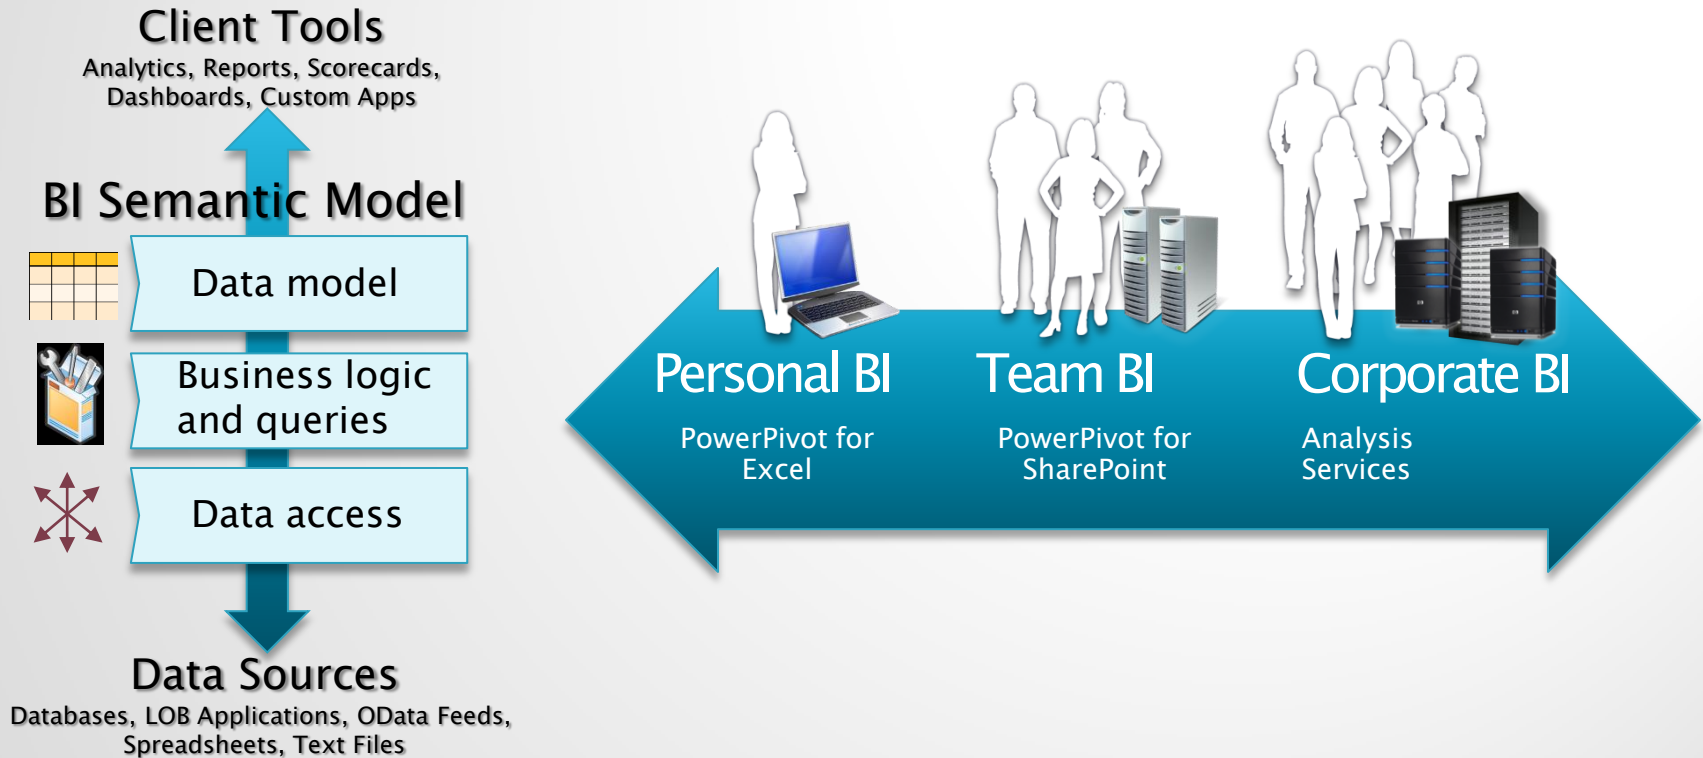 Client Tools
Analytics, Reports, Scorecards,
Dashboards, Custom Apps
BI Semantic Model
Data model
Business logic
and queries
Data access
Data Sources
Databases, LOB Applications, OData Feeds,
Spreadsheets, Text Files
Personal BI
PowerPivot for
Excel
Team BI
PowerPivot for
SharePoint
Corporate BI
Analysis
Services